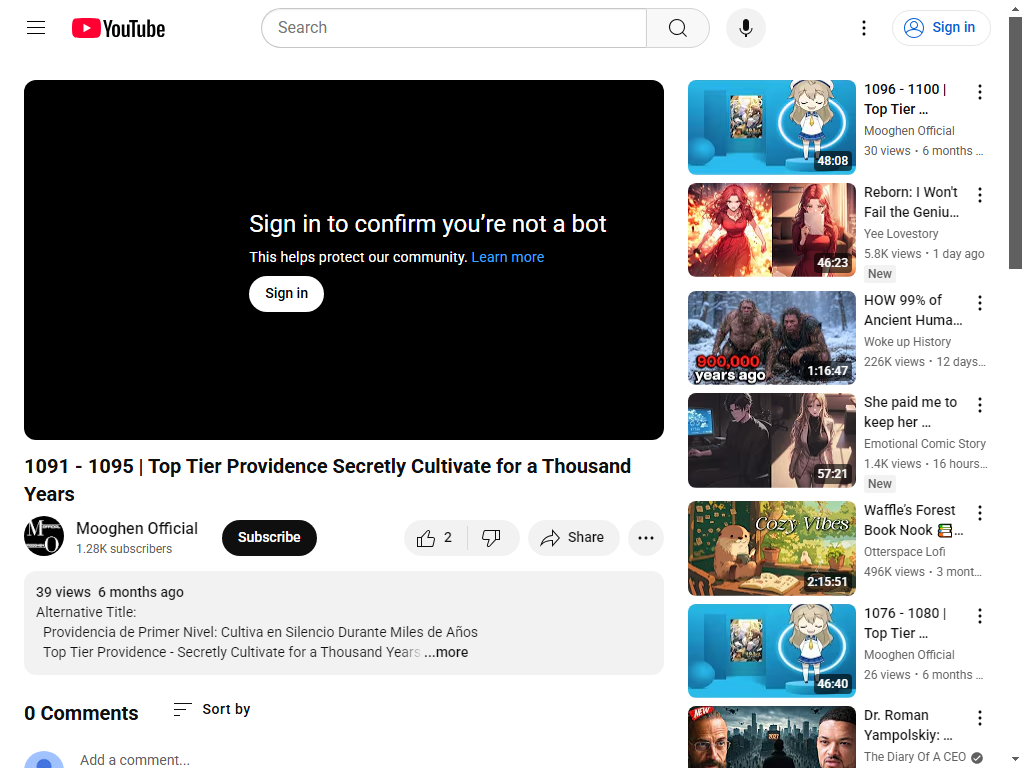 YouTube
Search
Sign in
Sign in to confirm you’re not a bot
This helps protect our community. Learn more
Sign in
1091 - 1095 | Top Tier Providence Secretly Cultivate for a Thousand
Years
Mooghen Official
1.28K subscribers
Subscribe
2
Share
39 views 6 months ago
Alternative Title:
Providencia de Primer Nivel: Cultiva en Silencio Durante Miles de Años
Top Tier Providence - Secretly Cultivate for a Thousand Years ...more
0 Comments
Sort by
Add a comment...
48:08
1096 - 1100 |
Top Tier ...
Mooghen Official
30 views • 6 months ...
46:23
Reborn: I Won't
Fail the Geniu...
Yee Lovestory
5.8K views • 1 day ago
New
900,000
years ago
1:16:47
HOW 99% of
Ancient Huma...
Woke up History
226K views • 12 days...
57:21
She paid me to
keep her ...
Emotional Comic Story
1.4K views • 16 hours...
New
Cozy Vibes
2:15:51
Waffle's Forest
Book Nook 📚...
Otterspace Lofi
496K views • 3 mont...
46:40
1076 - 1080 |
Top Tier ...
Mooghen Official
26 views • 6 months ...
NEW
2027
Dr. Roman
Yampolskiy: ...
The Diary Of A CEO